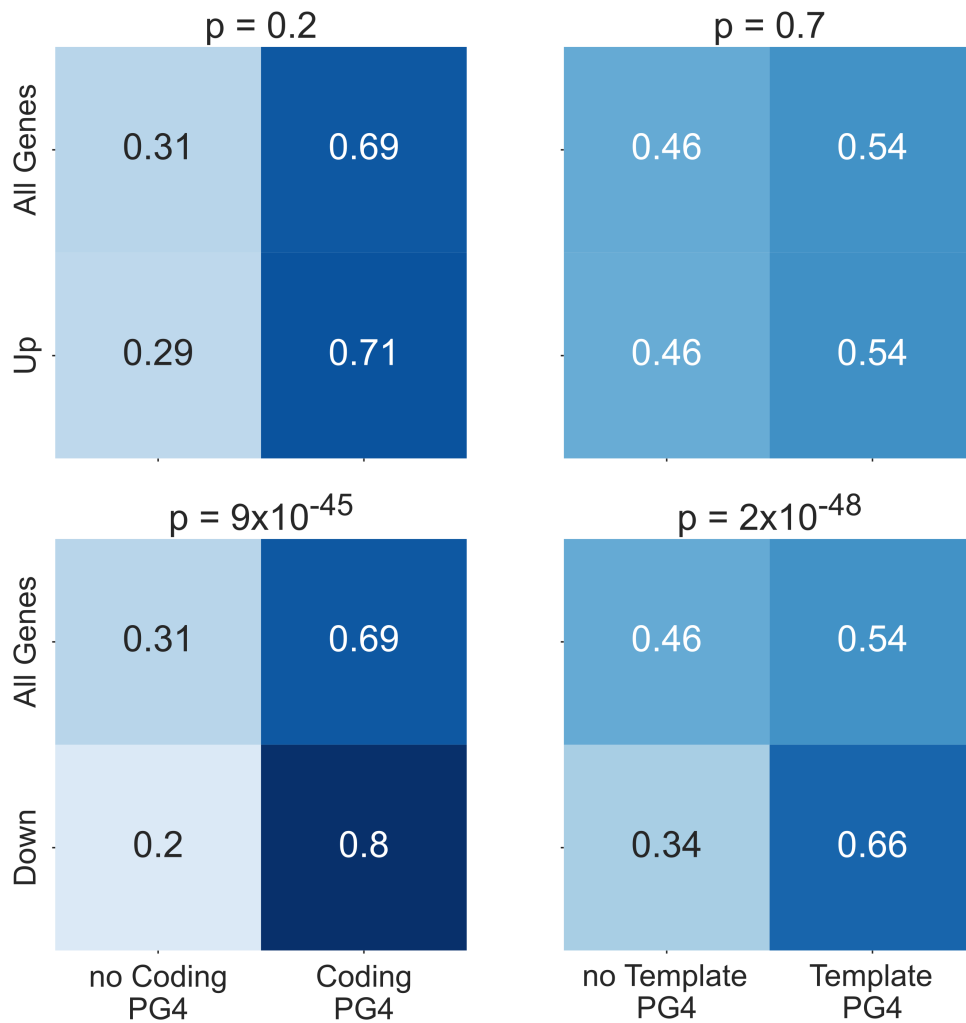 p = 0.2
p = 0.7
All Genes
0.31
0.69
0.46
0.54
Up
0.29
0.71
0.46
0.54
p = 9x10^-45
p = 2x10^-48
All Genes
0.31
0.69
0.46
0.54
Down
0.2
0.8
0.34
0.66
no Coding
PG4
Coding
PG4
no Template
PG4
Template
PG4